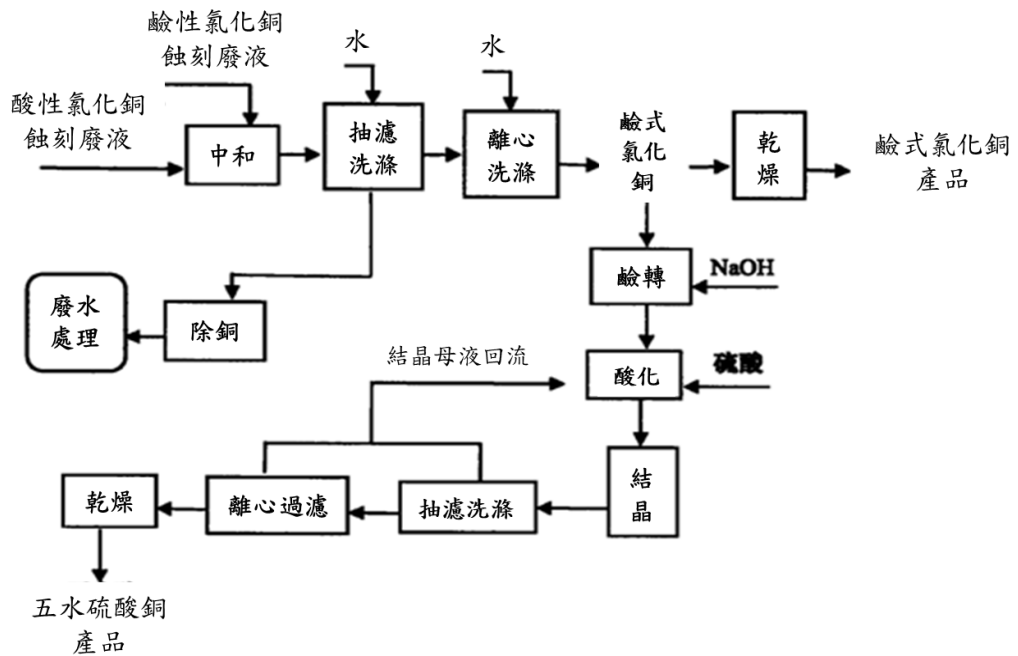 鹼性氯化銅
蝕刻廢液
水
水
酸性氯化銅
蝕刻廢液
中和
抽濾
洗滌
離心
洗滌
鹼式
氯化
銅
乾
燥
鹼式氯化銅
產品
鹼轉
NaOH
廢水
處理
除銅
結晶母液回流
酸化
硫酸
結
晶
乾燥
離心過濾
抽濾洗滌
五水硫酸銅
產品